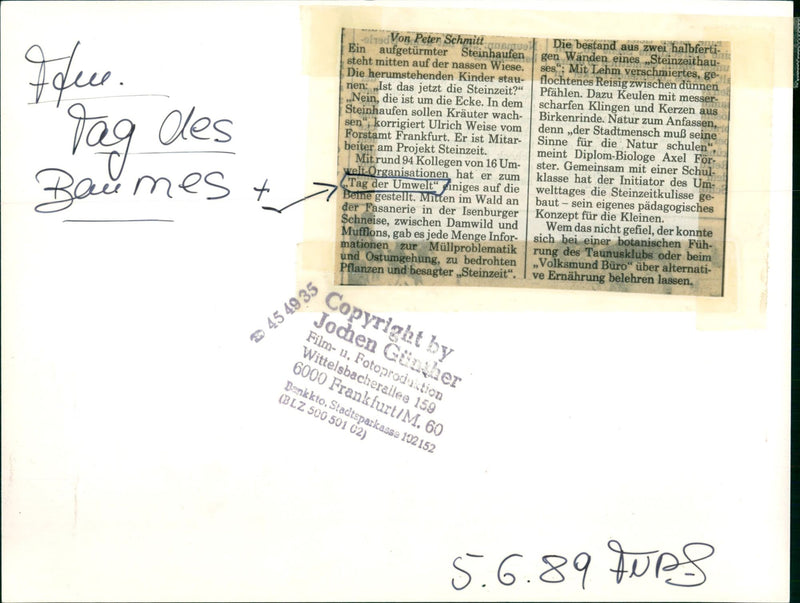 Ffm.
Tag des
Baumes +
Von Peter Schmitt
Ein aufgetürmter Steinhaufen
steht mitten auf der nassen Wiese.
Die herumstehenden Kinder stau-
nen: „Ist das jetzt die Steinzeit?“
„Nein, die ist um die Ecke. In dem
Steinhaufen sollen Kräuter wach-
sen“, korrigiert Ulrich Weise vom
Forstamt Frankfurt. Er ist Mitar-
beiter am Projekt Steinzeit.
Mit rund 94 Kollegen von 16 Um-
welt-Organisationen hat er zum
„Tag der Umwelt“ einiges auf die
Beine gestellt. Mitten im Wald an
der Fasanerie in der Isenburger
Schneise, zwischen Damwild und
Mufflons, gab es jede Menge Infor-
mationen zur Müllproblematik
und Ostumgehung, zu bedrohten
Pflanzen und besagter „Steinzeit“.
Die bestand aus zwei halbferti-
gen Wänden eines „Steinzeithau-
ses“; Mit Lehm verschmiertes, ge-
flochtenes Reisig zwischen dünnen
Pfählen. Dazu Keulen mit messer-
scharfen Klingen und Kerzen aus
Birkenrinde. Natur zum Anfassen,
denn „der Stadtmensch muß seine
Sinne für die Natur schulen“,
meint Diplom-Biologe Axel För-
ster. Gemeinsam mit einer Schul-
klasse hat der Initiator des Um-
welttages die Steinzeitkulisse ge-
baut – sein eigenes pädagogisches
Konzept für die Kleinen.
Wem das nicht gefiel, der konnte
sich bei einer botanischen Füh-
rung des Taunusklubs oder beim
„Volksmund Büro“ über alternati-
ve Ernährung belehren lassen.
☎ 45 49 35
Copyright by
Jochen Günther
Film- u. Fotoproduktion
Wittelsbacherallee 159
6000 Frankfurt/M. 60
Bankkto. Stadtsparkasse 102152
(BLZ 500 501 02)
5.6.89